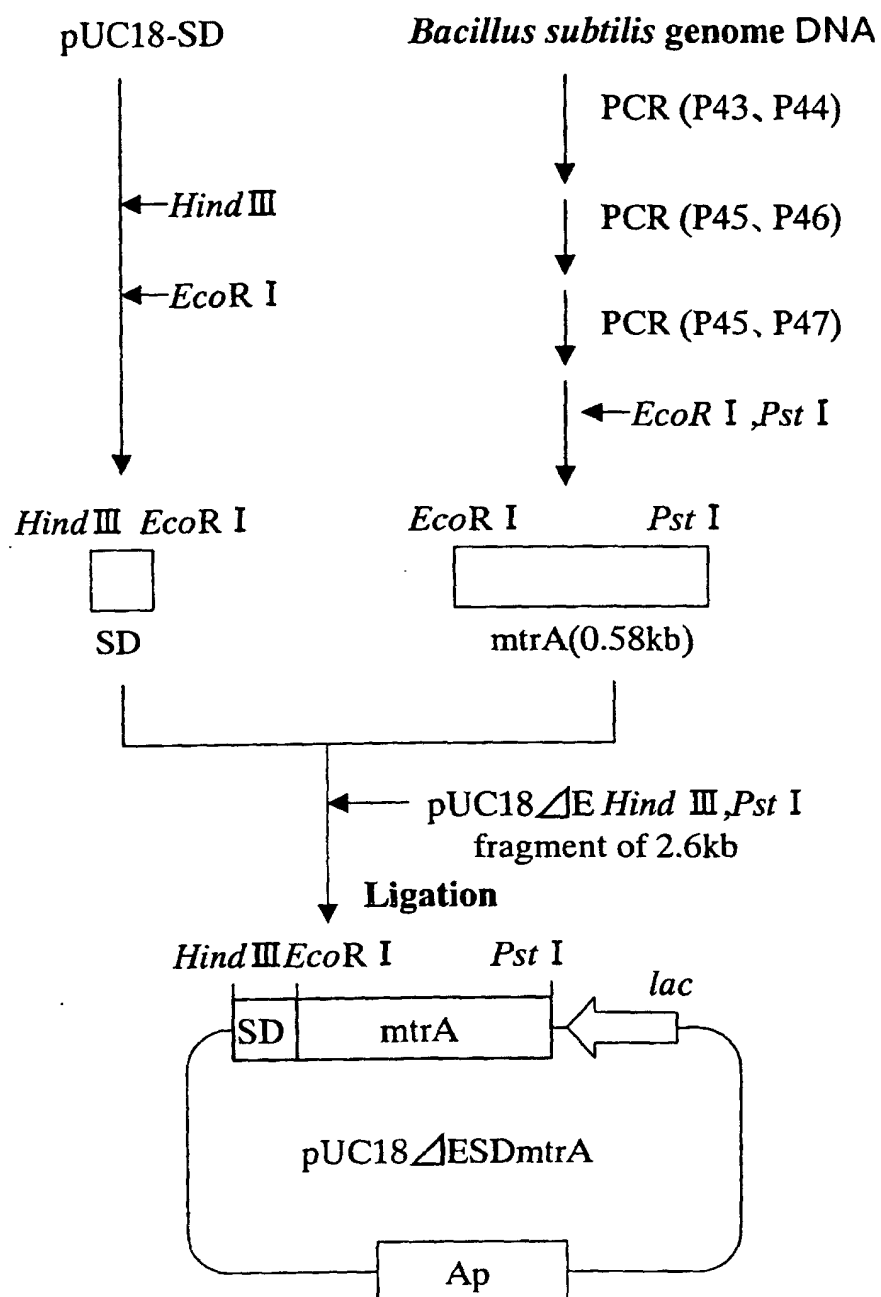 pUC18-SD
Bacillus subtilis genome DNA
PCR (P43、P44)
HindⅢ
PCR (P45、P46)
EcoR Ⅰ
PCR (P45、P47)
EcoR Ⅰ ,Pst Ⅰ
HindⅢ EcoR Ⅰ
EcoR Ⅰ Pst Ⅰ
SD
mtrA(0.58kb)
pUC18⊿E Hind Ⅲ,Pst Ⅰ
fragment of 2.6kb
Ligation
HindⅢEcoR Ⅰ Pst Ⅰ
lac
SD mtrA
pUC18⊿ESDmtrA
Ap